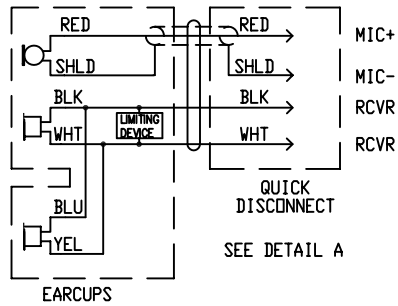 RED RED MIC+
SHLD SHLD MIC-
BLK BLK RCVR
LIMITING
DEVICE
WHT WHT RCVR
QUICK
DISCONNECT
BLU
YEL
SEE DETAIL A
EARCUPS